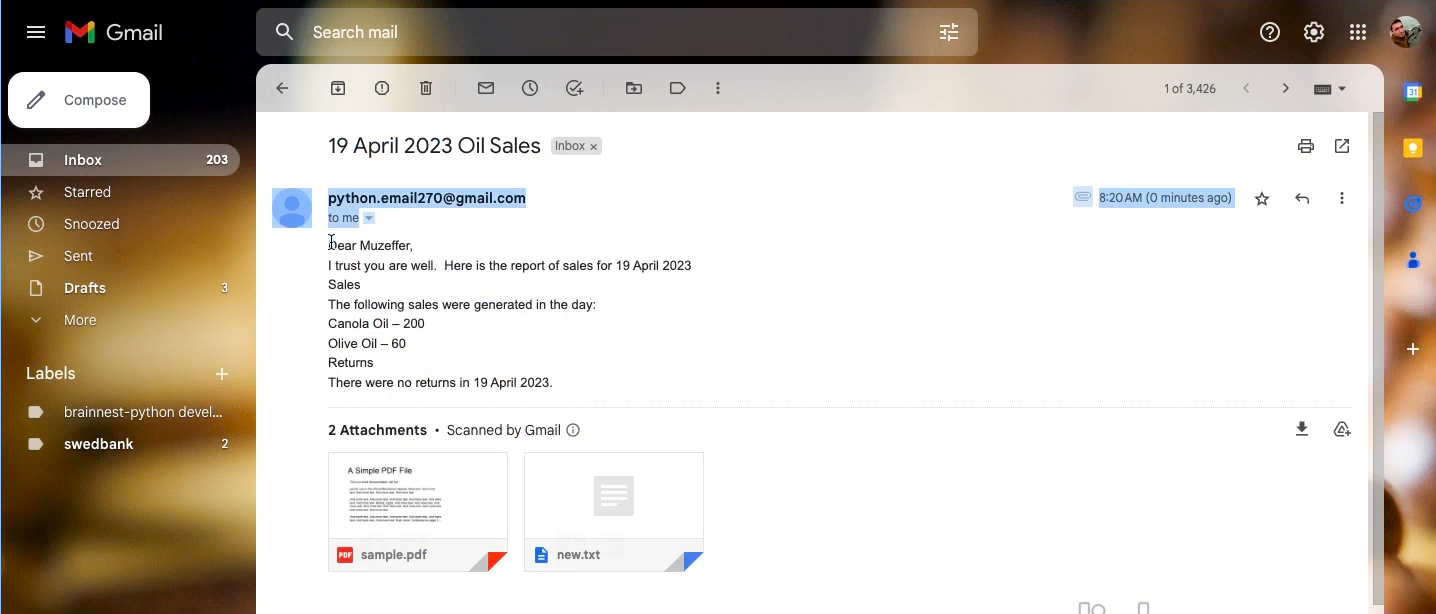 Gmail
Search mail
Compose
1 of 3,426
31
Inbox 203
Starred
Snoozed
Sent
Drafts 3
More
Labels
brainnest-python devel...
swedbank 2
19 April 2023 Oil Sales Inbox ×
python.email270@gmail.com 8:20 AM (0 minutes ago)
to me
Dear Muzeffer,
I trust you are well.  Here is the report of sales for 19 April 2023
Sales
The following sales were generated in the day:
Canola Oil – 200
Olive Oil – 60
Returns
There were no returns in 19 April 2023.
2 Attachments • Scanned by Gmail
A Simple PDF File
PDF sample.pdf
new.txt